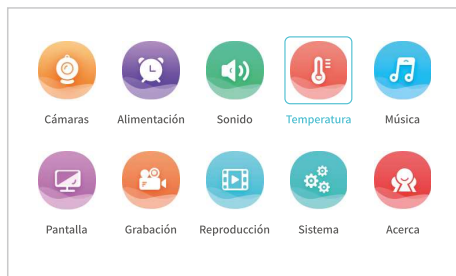 Cámaras
Alimentación
Sonido
Temperatura
Música
Pantalla
Grabación
Reproducción
Sistema
Acerca